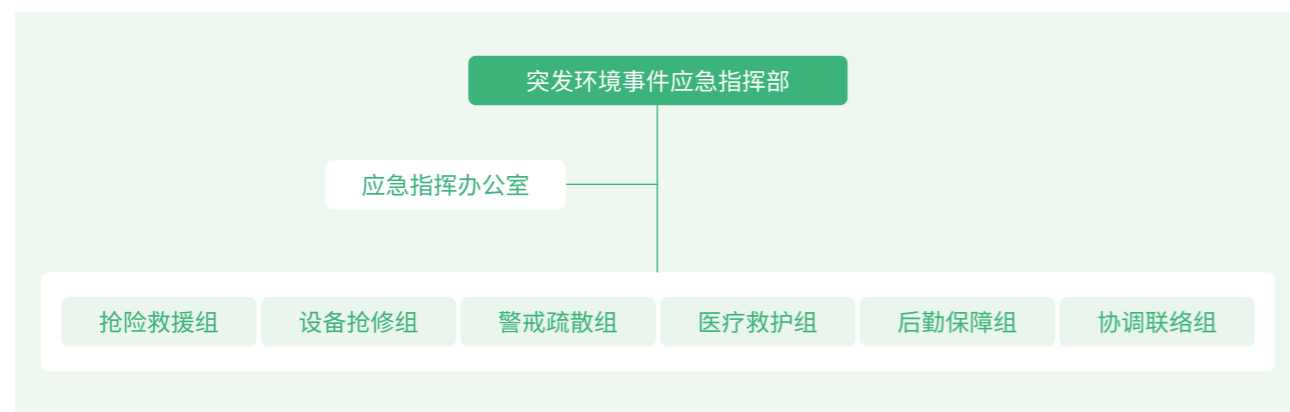 突发环境事件应急指挥部
应急指挥办公室
抢险救援组
设备抢修组
警戒疏散组
医疗救护组
后勤保障组
协调联络组